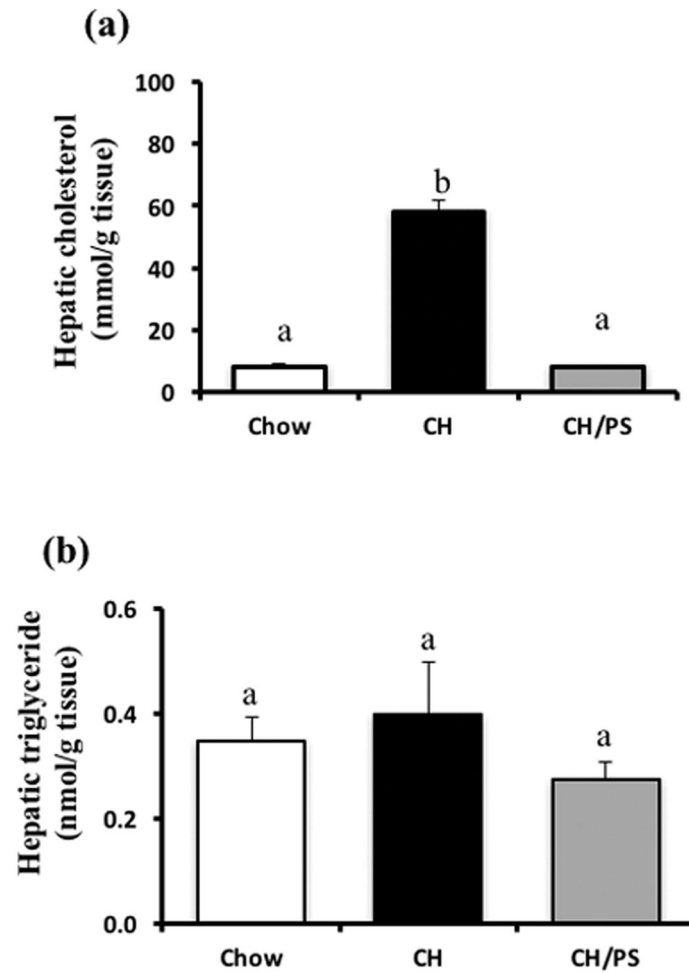 (a)
Hepatic cholesterol
(mmol/g tissue)
100
80
60
40
20
0
a
b
a
Chow
CH
CH/PS
(b)
Hepatic triglyceride
(nmol/g tissue)
0.6
0.4
0.2
0.0
a
a
a
Chow
CH
CH/PS